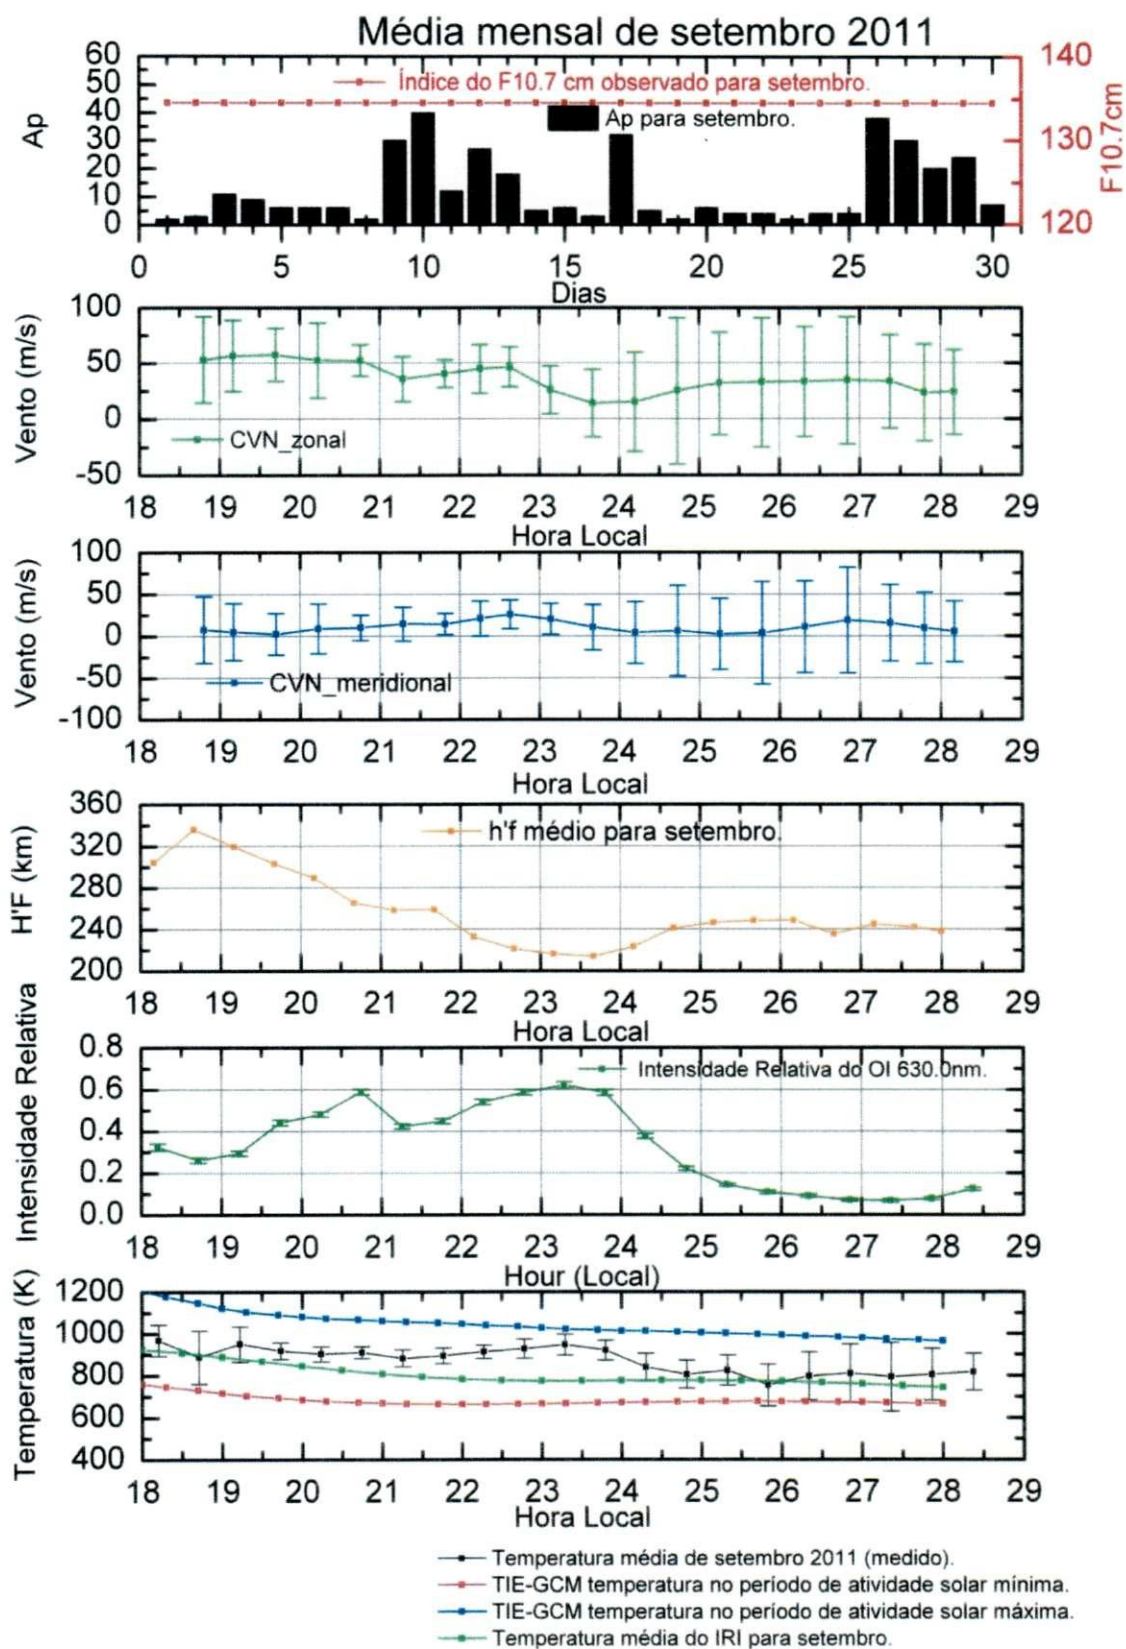 Média mensal de setembro 2011
60
50
40
30
20
10
0
Ap
Índice do F10.7 cm observado para setembro.
Ap para setembro.
140
130
120
F10.7cm
0 5 10 15 20 25 30
Dias
100
50
0
-50
Vento (m/s)
CVN_zonal
18 19 20 21 22 23 24 25 26 27 28 29
Hora Local
100
50
0
-50
-100
Vento (m/s)
CVN_meridional
18 19 20 21 22 23 24 25 26 27 28 29
Hora Local
360
320
280
240
200
H'F (km)
h'f médio para setembro.
18 19 20 21 22 23 24 25 26 27 28 29
Hora Local
0.8
0.6
0.4
0.2
0.0
Intensidade Relativa
Intensidade Relativa do OI 630.0nm.
18 19 20 21 22 23 24 25 26 27 28 29
Hour (Local)
1200
1000
800
600
400
Temperatura (K)
18 19 20 21 22 23 24 25 26 27 28 29
Hora Local
Temperatura média de setembro 2011 (medido).
TIE-GCM temperatura no período de atividade solar mínima.
TIE-GCM temperatura no período de atividade solar máxima.
Temperatura média do IRI para setembro.